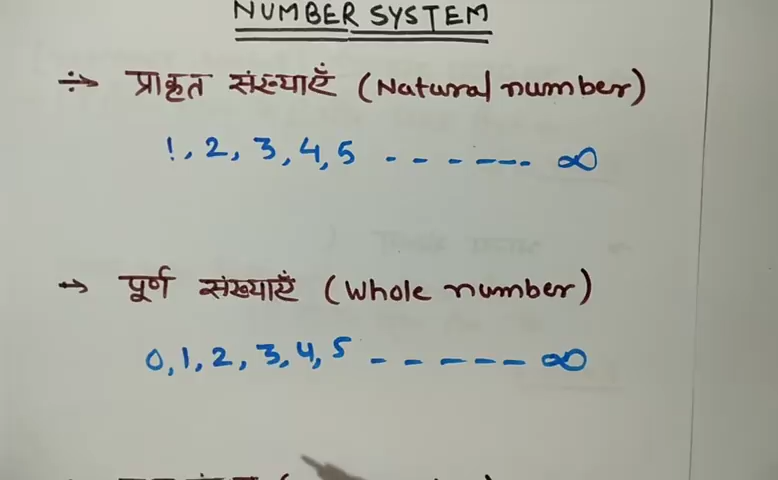 NUMBER SYSTEM
÷→ प्राकृत संख्याएँ (Natural number)
1, 2, 3, 4, 5 - - - - - - ∞
→ पूर्ण संख्याएँ (Whole number)
0, 1, 2, 3, 4, 5 - - - - - - ∞